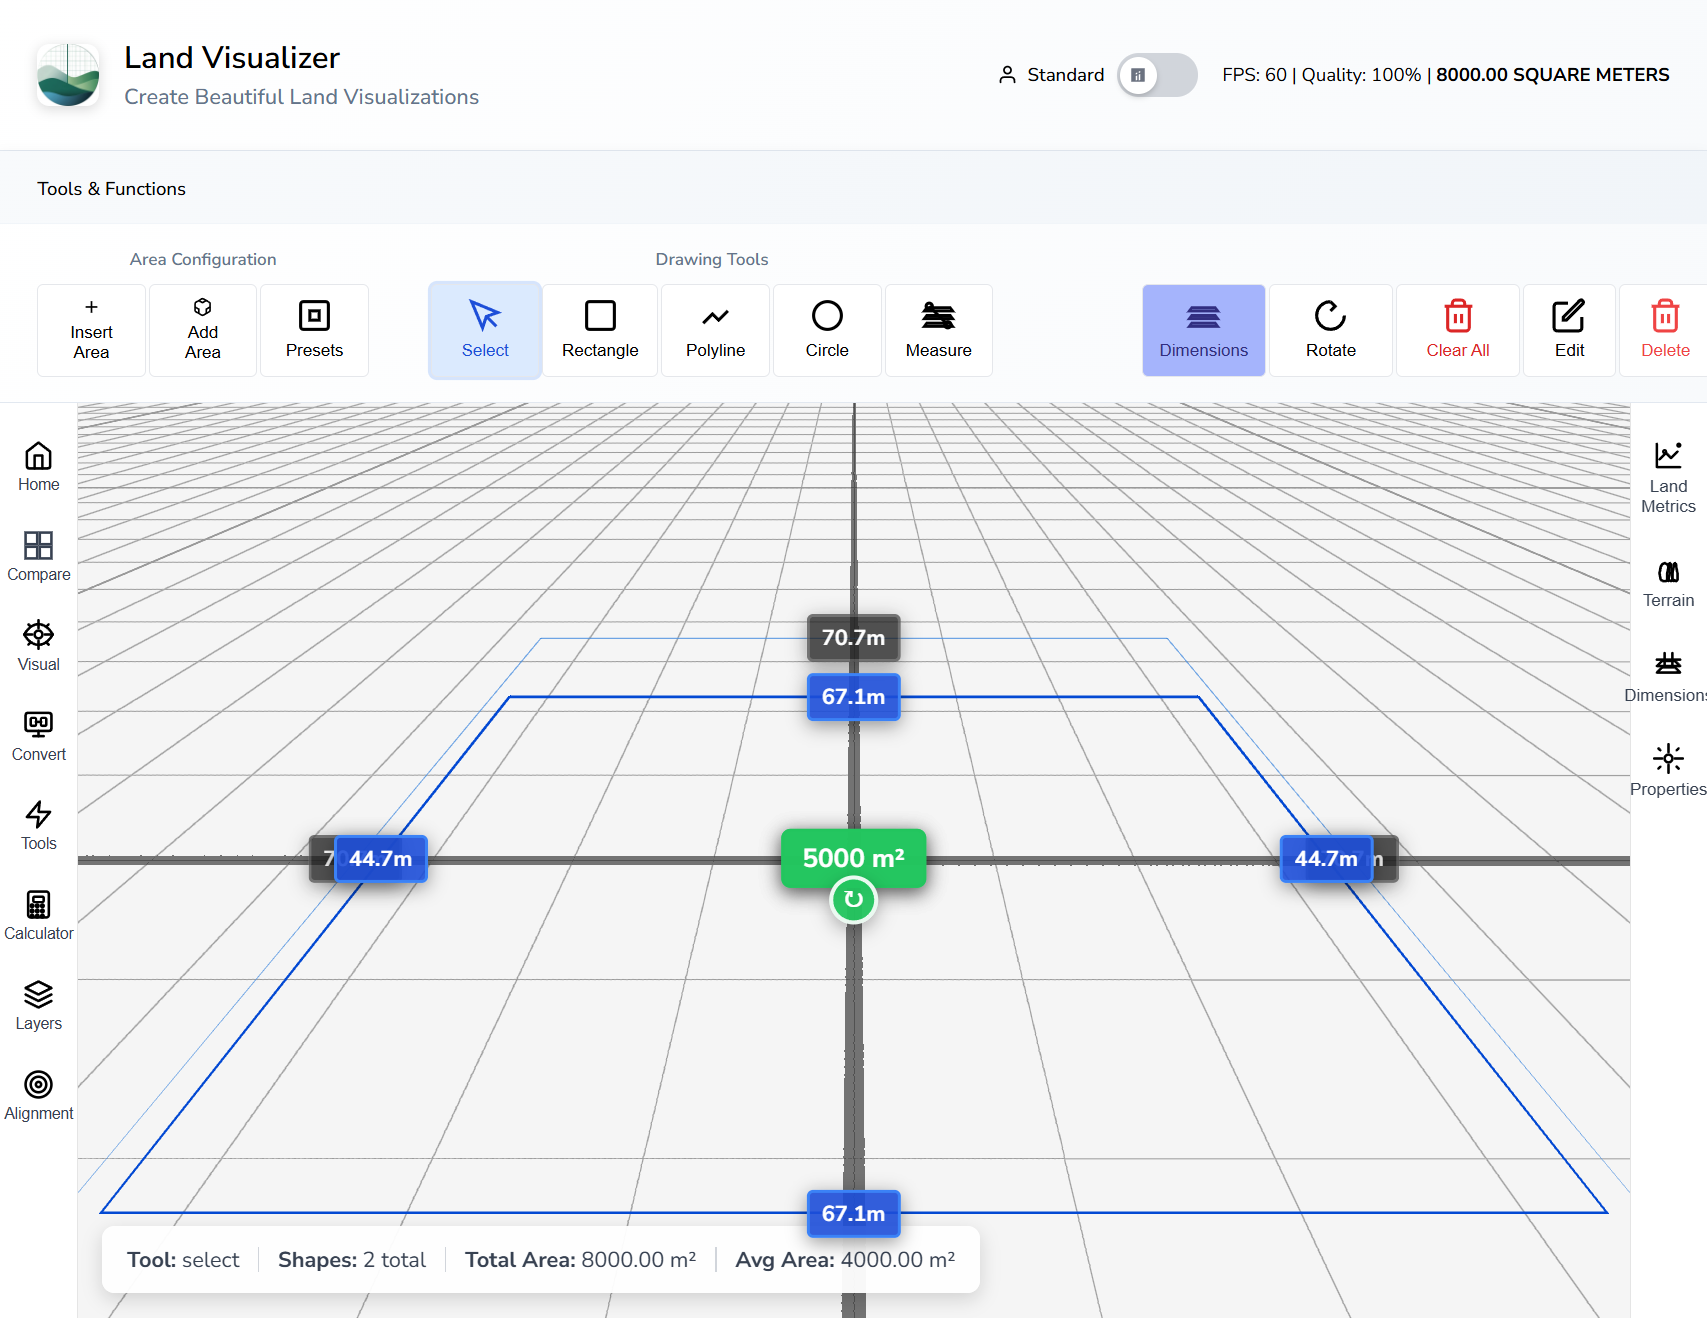 Land Visualizer
Create Beautiful Land Visualizations
Standard
FPS: 60 | Quality: 100% | 8000.00 SQUARE METERS
Tools & Functions
Area Configuration
Drawing Tools
Insert
Area
Add
Area
Presets
Select
Rectangle
Polyline
Circle
Measure
Dimensions
Rotate
Clear All
Edit
Delete
Home
Compare
Visual
Convert
Tools
Calculator
Layers
Alignment
70.7m
67.1m
44.7m
5000 m²
↻
44.7m
67.1m
Land
Metrics
Terrain
Dimensions
Properties
Tool: select
Shapes: 2 total
Total Area: 8000.00 m²
Avg Area: 4000.00 m²